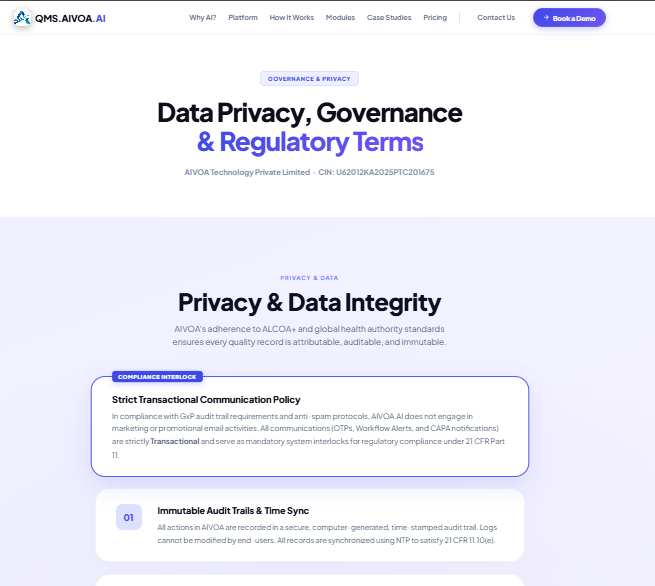 QMS.AIVOA.AI
Why AI? Platform How It Works Modules Case Studies Pricing Contact Us Book a Demo
GOVERNANCE & PRIVACY
Data Privacy, Governance
& Regulatory Terms
AIVOA Technology Private Limited · CIN: U62012KA2025PTC201675
PRIVACY & DATA
Privacy & Data Integrity
AIVOA's adherence to ALCOA+ and global health authority standards
ensures every quality record is attributable, auditable, and immutable.
COMPLIANCE INTERLOCK
Strict Transactional Communication Policy
In compliance with GxP audit trail requirements and anti-spam protocols, AIVOA.AI does not engage in
marketing or promotional email activities. All communications (OTPs, Workflow Alerts, and CAPA notifications)
are strictly Transactional and serve as mandatory system interlocks for regulatory compliance under 21 CFR Part
11.
01
Immutable Audit Trails & Time Sync
All actions in AIVOA are recorded in a secure, computer-generated, time-stamped audit trail. Logs
cannot be modified by end-users. All records are synchronized using NTP to satisfy 21 CFR 11.10(e).